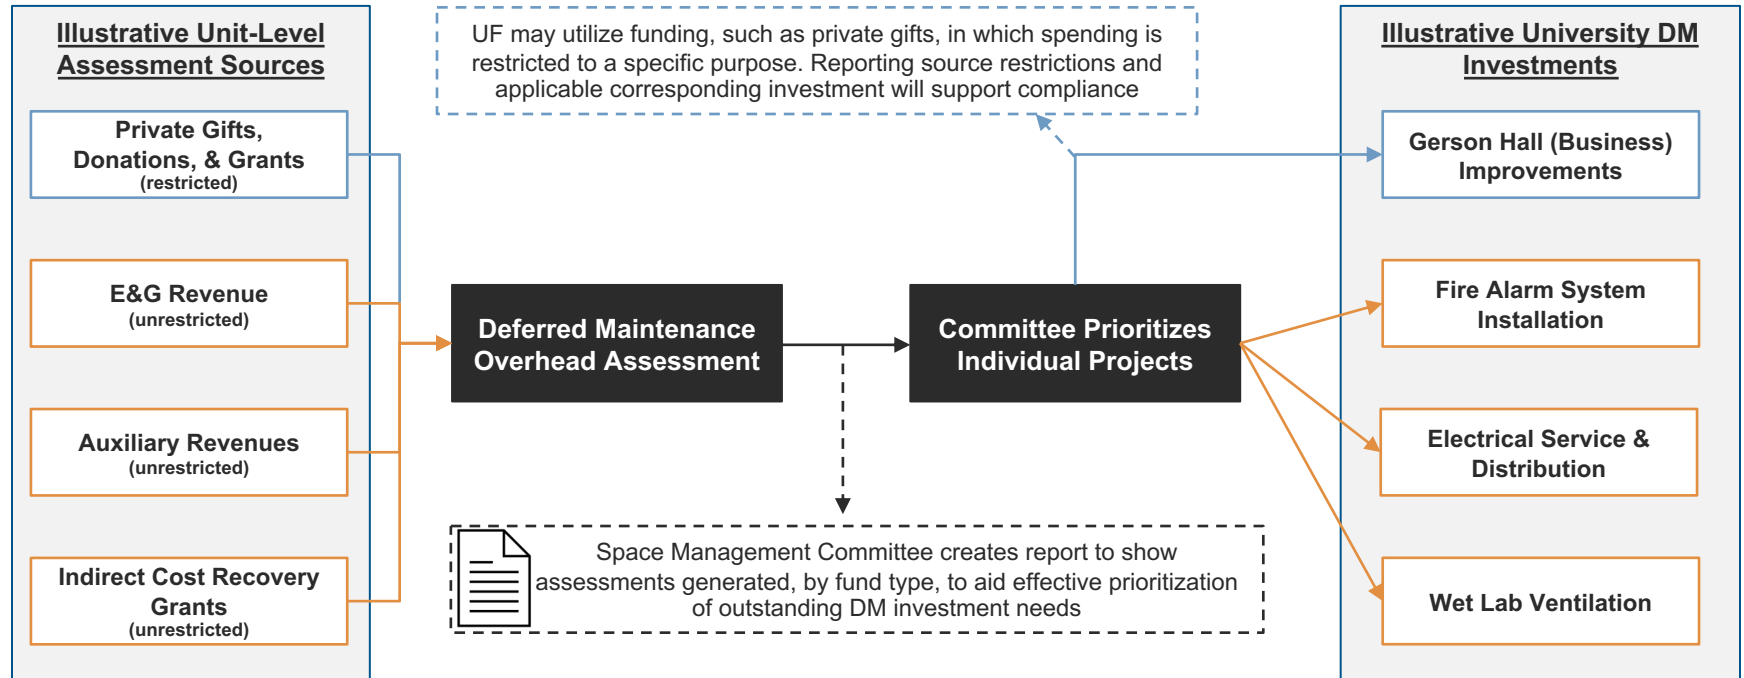 Illustrative Unit-Level
Assessment Sources
Private Gifts,
Donations, & Grants
(restricted)
E&G Revenue
(unrestricted)
Auxiliary Revenues
(unrestricted)
Indirect Cost Recovery
Grants
(unrestricted)
UF may utilize funding, such as private gifts, in which spending is
restricted to a specific purpose. Reporting source restrictions and
applicable corresponding investment will support compliance
Deferred Maintenance
Overhead Assessment
Committee Prioritizes
Individual Projects
Space Management Committee creates report to show
assessments generated, by fund type, to aid effective prioritization
of outstanding DM investment needs
Illustrative University DM
Investments
Gerson Hall (Business)
Improvements
Fire Alarm System
Installation
Electrical Service &
Distribution
Wet Lab Ventilation